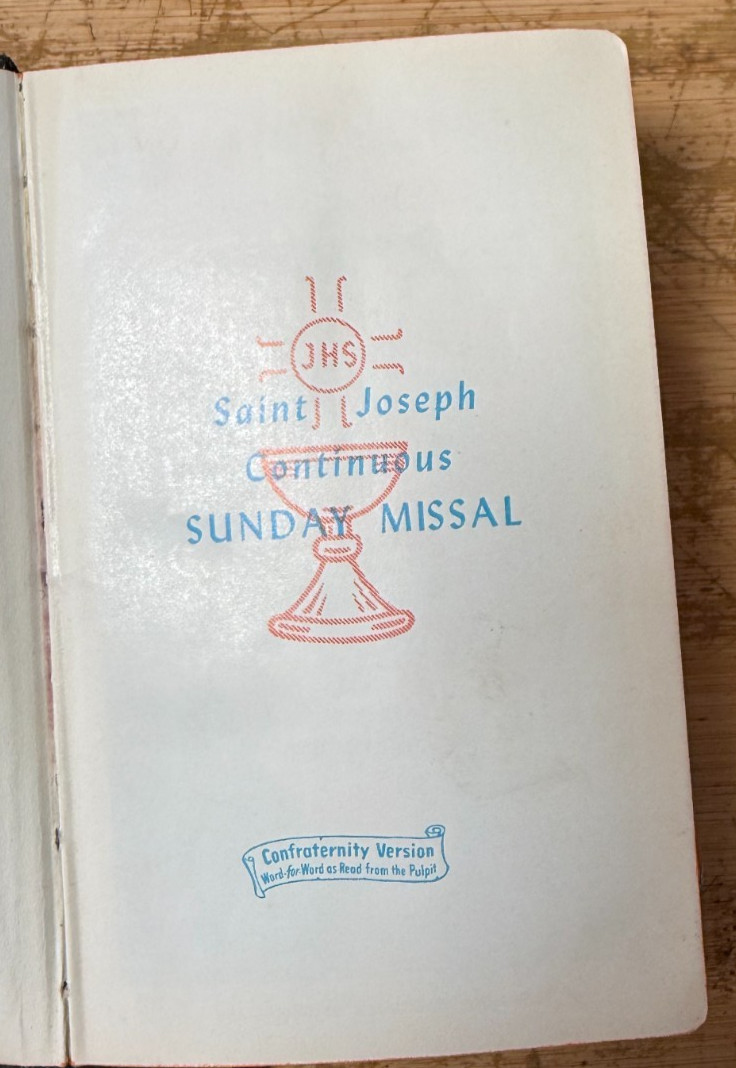 JHS
Saint Joseph
Continuous
SUNDAY MISSAL
Confraternity Version
Word-for-Word as Read from the Pulpit